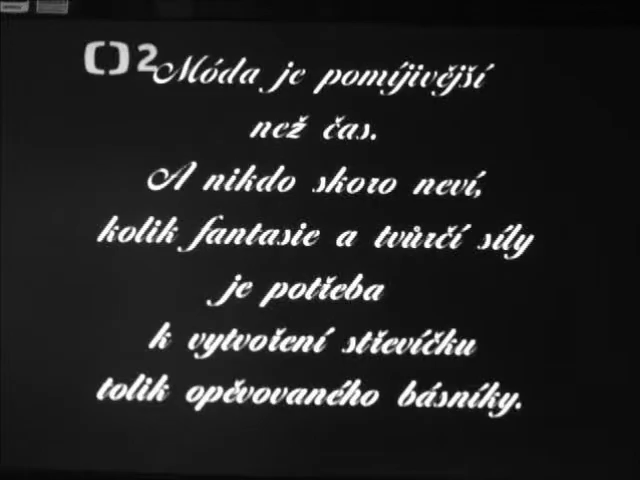 2
Móda je pomíjivější
než čas.
A nikdo skoro neví,
kolik fantasie a tvůrčí síly
je potřeba
k vytvoření střevíčku
tolik opěvovaného básníky.